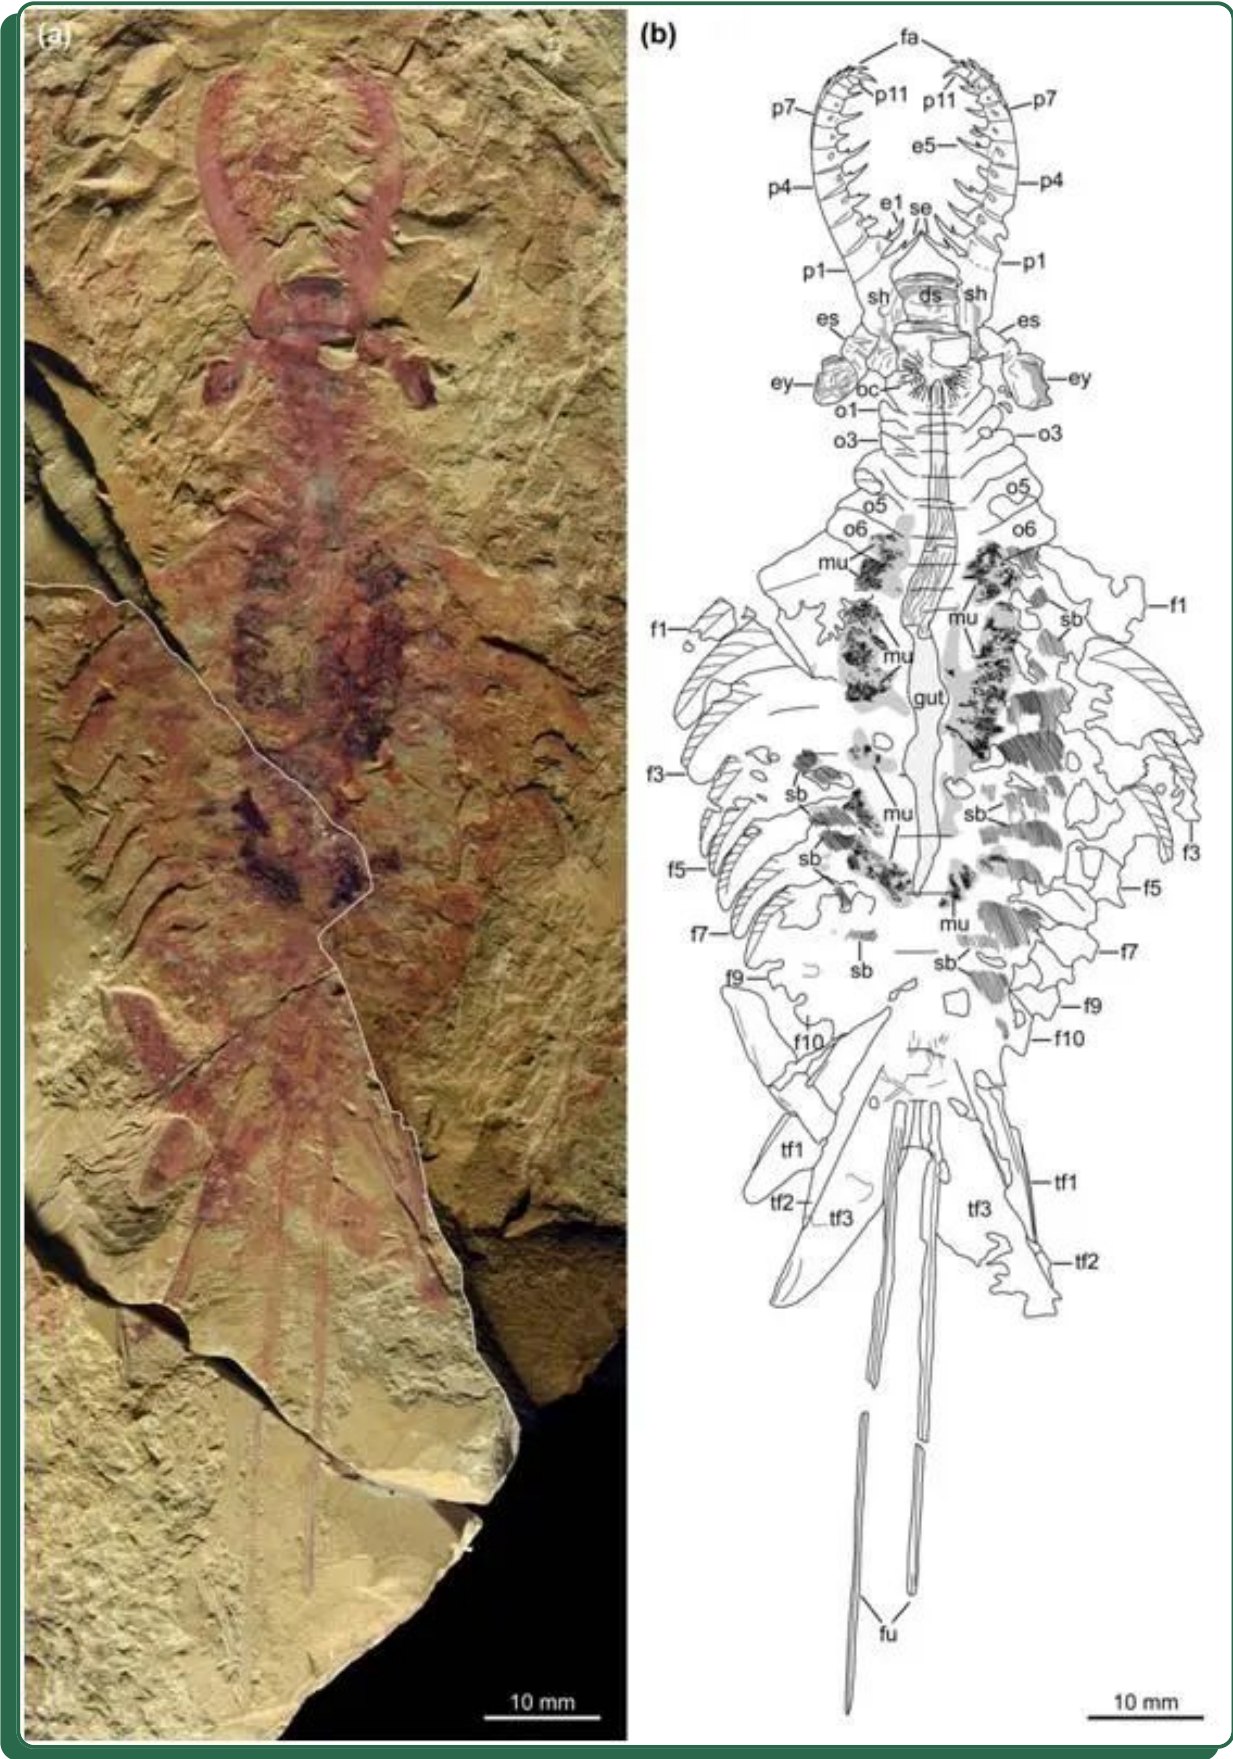 (a)
(b)
fa
p7 p11 p11 p7
e5
p4 p4
e1 se
p1 p1
sh ds sh
es es
ey oc ey
o1
o3 o3
o5 o5
o6 o6
mu
f1 mu sb f1
mu
gut
f3
sb mu sb
f3
sb
f5 f5
f7 mu f7
sb sb
f9 f9
f10 f10
tf1
tf1
tf2 tf3 tf3
tf2
fu
10 mm 10 mm